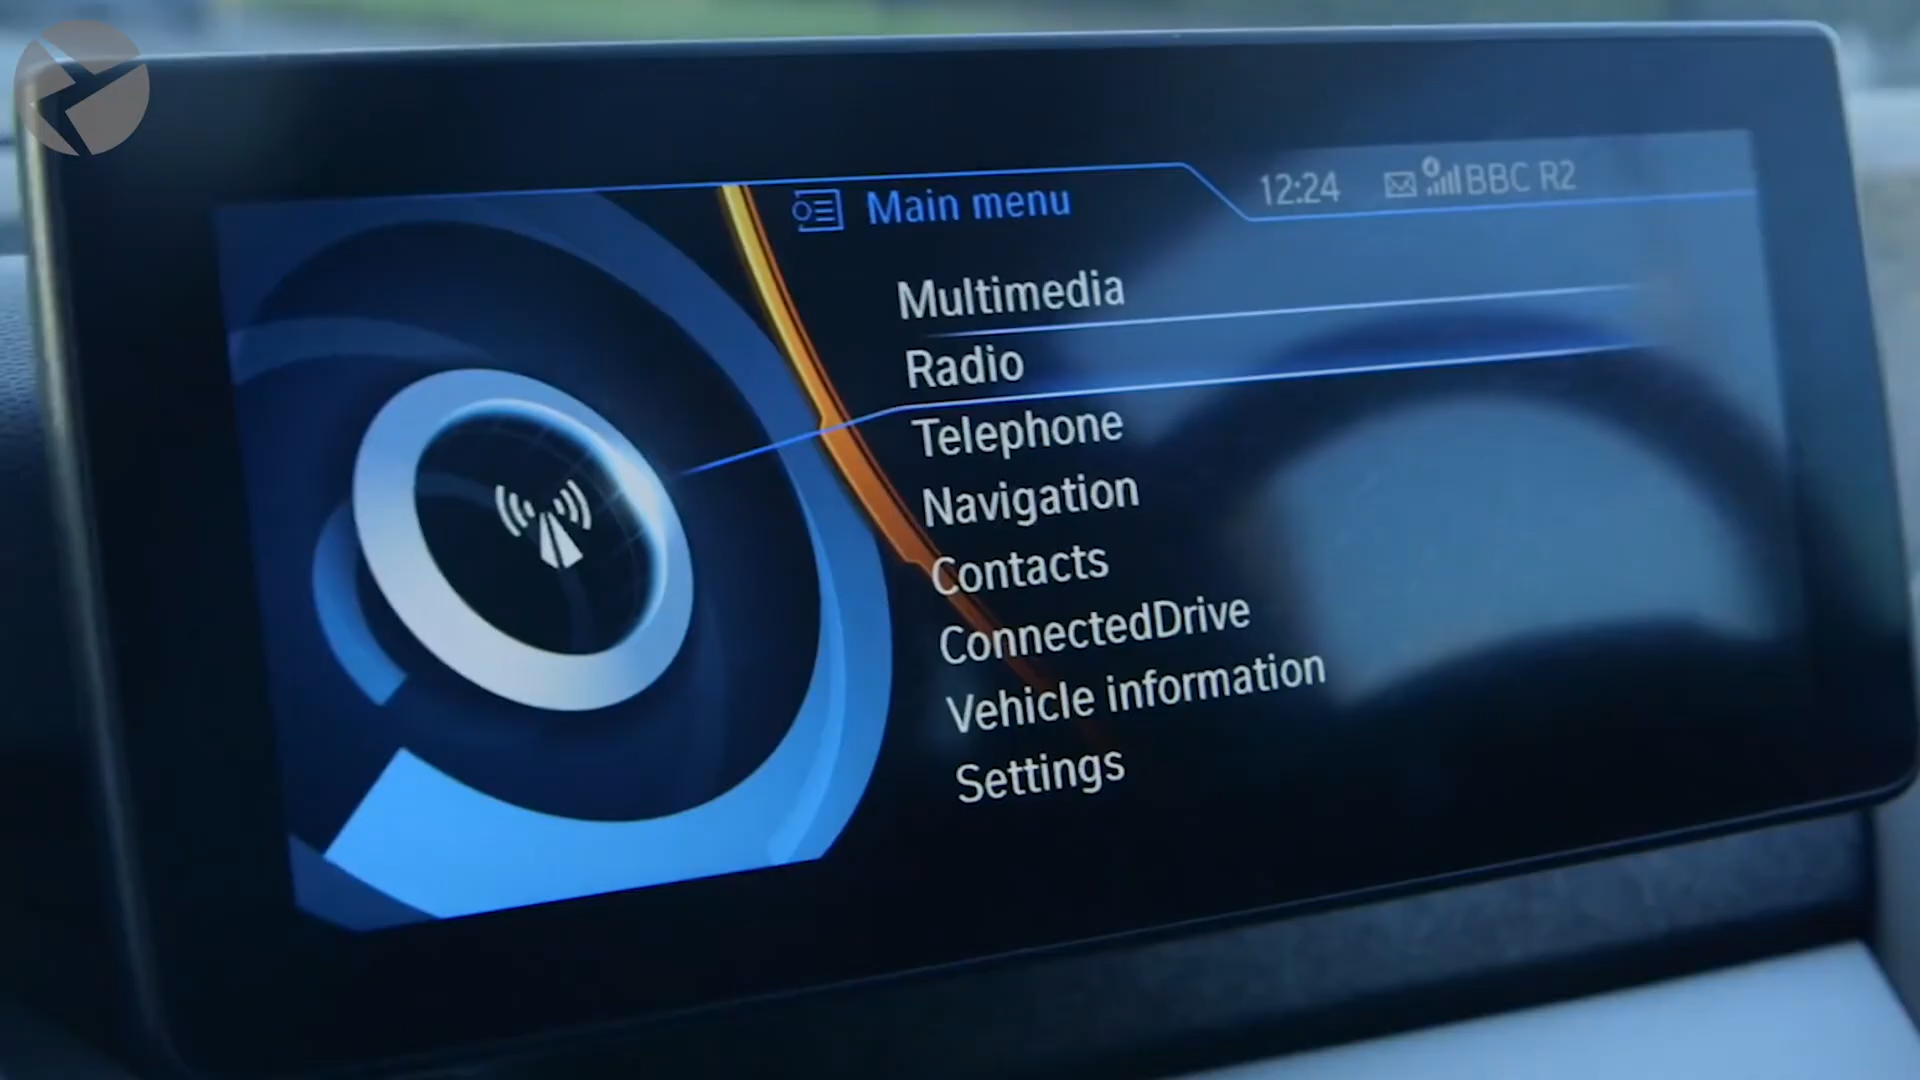 Main menu
12:24 BBC R2
Multimedia
Radio
Telephone
Navigation
Contacts
ConnectedDrive
Vehicle information
Settings